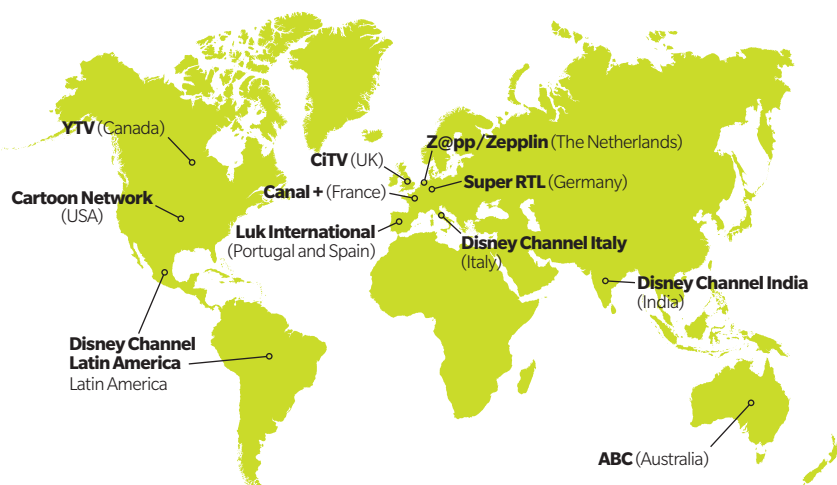 YTV (Canada)
Cartoon Network
(USA)
Disney Channel
Latin America
Latin America
CiTV (UK)
Canal + (France)
Luk International
(Portugal and Spain)
Z@pp/Zepplin (The Netherlands)
Super RTL (Germany)
Disney Channel Italy
(Italy)
Disney Channel India
(India)
ABC (Australia)